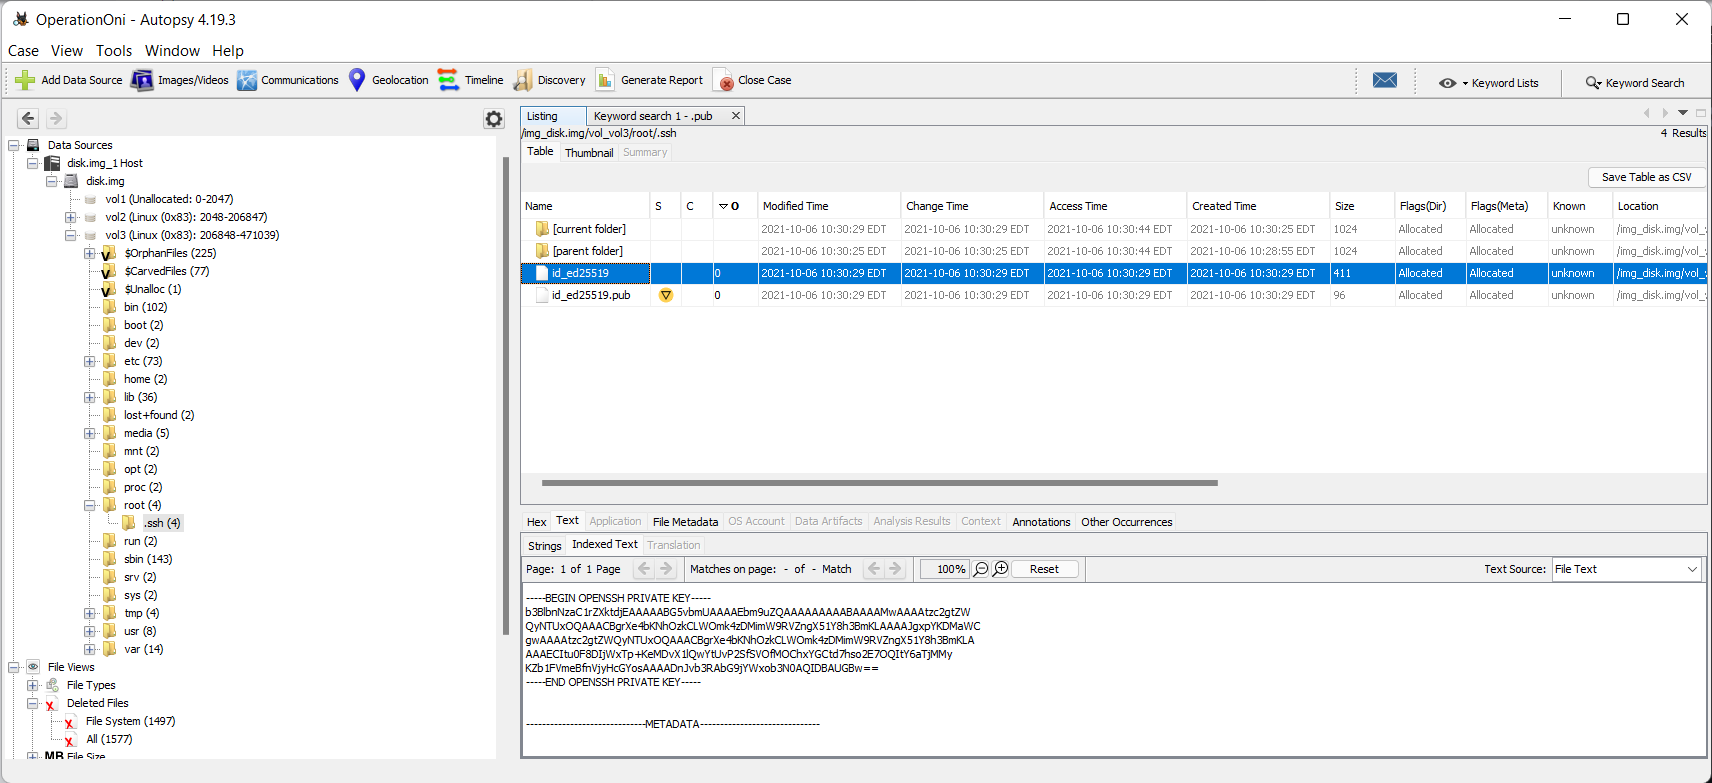 OperationOni - Autopsy 4.19.3
Case View Tools Window Help
Add Data Source Images/Videos Communications Geolocation Timeline Discovery Generate Report Close Case Keyword Lists Keyword Search
Data Sources
disk.img_1 Host
disk.img
vol1 (Unallocated: 0-2047)
vol2 (Linux (0x83): 2048-206847)
vol3 (Linux (0x83): 206848-471039)
$OrphanFiles (225)
$CarvedFiles (77)
$Unalloc (1)
bin (102)
boot (2)
dev (2)
etc (73)
home (2)
lib (36)
lost+found (2)
media (5)
mnt (2)
opt (2)
proc (2)
root (4)
.ssh (4)
run (2)
sbin (143)
srv (2)
sys (2)
tmp (4)
usr (8)
var (14)
File Views
File Types
Deleted Files
File System (1497)
All (1577)
MB File Size
Listing Keyword search 1 - .pub
/img_disk.img/vol_vol3/root/.ssh 4 Results
Table Thumbnail Summary
Save Table as CSV
Name S C O Modified Time Change Time Access Time Created Time Size Flags(Dir) Flags(Meta) Known Location
[current folder] 2021-10-06 10:30:29 EDT 2021-10-06 10:30:29 EDT 2021-10-06 10:30:44 EDT 2021-10-06 10:30:25 EDT 1024 Allocated Allocated unknown /img_disk.img/vol_
[parent folder] 2021-10-06 10:30:25 EDT 2021-10-06 10:30:25 EDT 2021-10-06 10:30:44 EDT 2021-10-06 10:28:55 EDT 1024 Allocated Allocated unknown /img_disk.img/vol_
id_ed25519 0 2021-10-06 10:30:29 EDT 2021-10-06 10:30:29 EDT 2021-10-06 10:30:29 EDT 2021-10-06 10:30:29 EDT 411 Allocated Allocated unknown /img_disk.img/vol_
id_ed25519.pub 0 2021-10-06 10:30:29 EDT 2021-10-06 10:30:29 EDT 2021-10-06 10:30:29 EDT 2021-10-06 10:30:29 EDT 96 Allocated Allocated unknown /img_disk.img/vol_
Hex Text Application File Metadata OS Account Data Artifacts Analysis Results Context Annotations Other Occurrences
Strings Indexed Text Translation
Page: 1 of 1 Page Matches on page: - of - Match 100% Reset Text Source: File Text
-----BEGIN OPENSSH PRIVATE KEY-----
b3BlbnNzaC1rZXktdjEAAAAABG5vbmUAAAAEbm9uZQAAAAAAAAABAAAAMwAAAAtzc2gtZW
QyNTUxOQAAACBgrXe4bKNhOzkCLWOmk4zDMimW9RVZngX51Y8h3BmKLAAAAJgxpYKDMaWC
gwAAAAtzc2gtZWQyNTUxOQAAACBgrXe4bKNhOzkCLWOmk4zDMimW9RVZngX51Y8h3BmKLA
AAAECItu0F8DIjWxTp+KeMDvX1lQwYtUvP2SfSVOfMOChxYGCtd7hso2E7OQItY6aTjMMy
KZb1FVmeBfnVjyHcGYosAAAADnJvb3RAbG9jYWxob3N0AQIDBAUGBw==
-----END OPENSSH PRIVATE KEY-----
------------------------------METADATA------------------------------